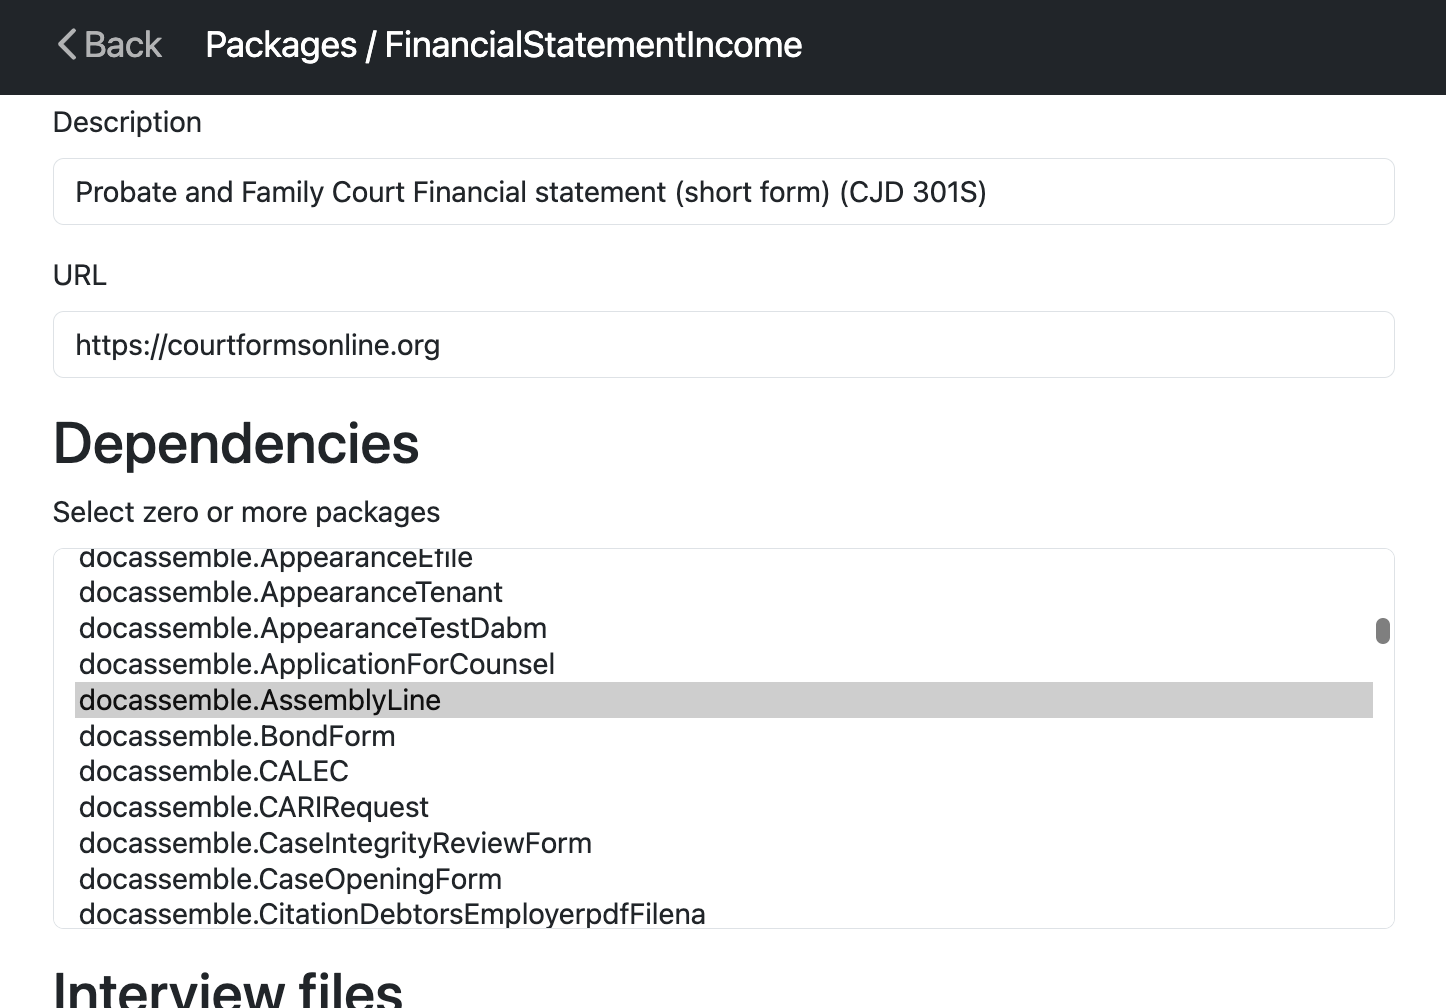 Back Packages / FinancialStatementIncome
Description
Probate and Family Court Financial statement (short form) (CJD 301S)
URL
https://courtformsonline.org
Dependencies
Select zero or more packages
docassemble.AppearanceEfile
docassemble.AppearanceTenant
docassemble.AppearanceTestDabm
docassemble.ApplicationForCounsel
docassemble.AssemblyLine
docassemble.BondForm
docassemble.CALEC
docassemble.CARIRequest
docassemble.CaseIntegrityReviewForm
docassemble.CaseOpeningForm
docassemble.CitationDebtorsEmployerpdfFilena
Interview files